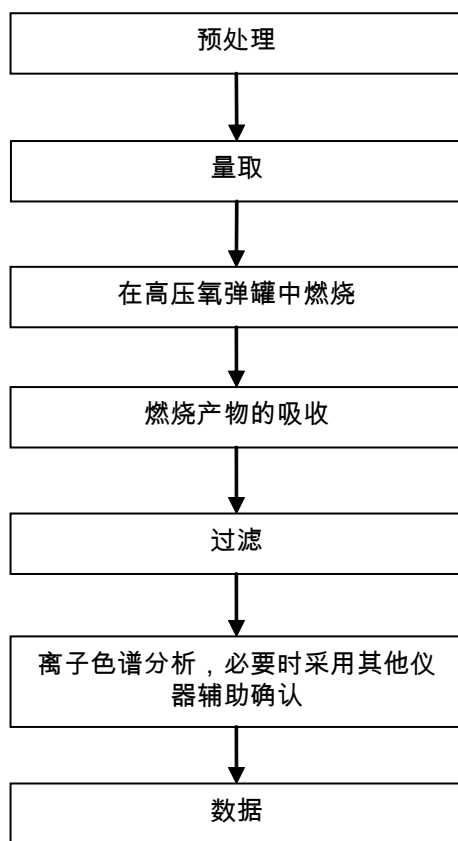 预处理
量取
在高压氧弹罐中燃烧
燃烧产物的吸收
过滤
离子色谱分析，必要时采用其他仪
器辅助确认
数据